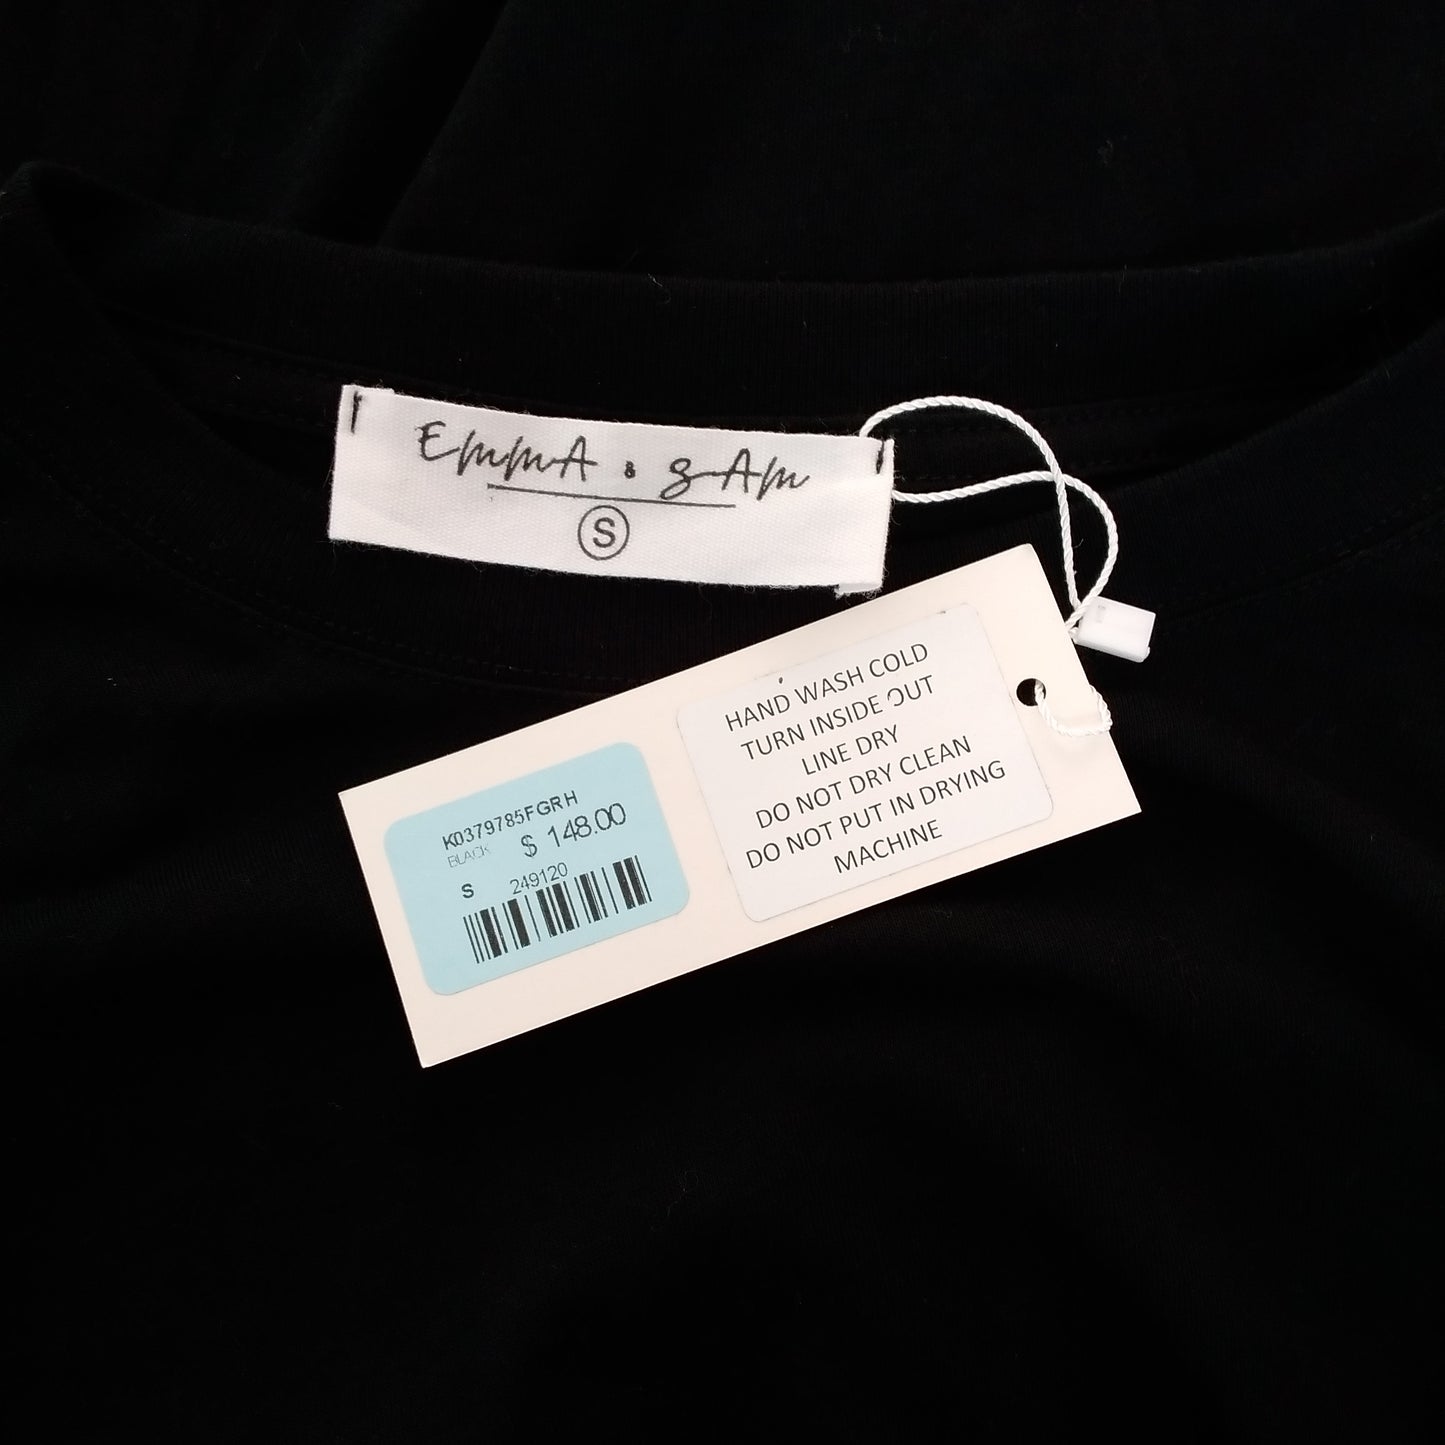 EmmA & SAm
S
HAND WASH COLD
TURN INSIDE OUT
LINE DRY
DO NOT DRY CLEAN
DO NOT PUT IN DRYING
MACHINE
K0379785FGRH
BLACK $ 148.00
S 249120